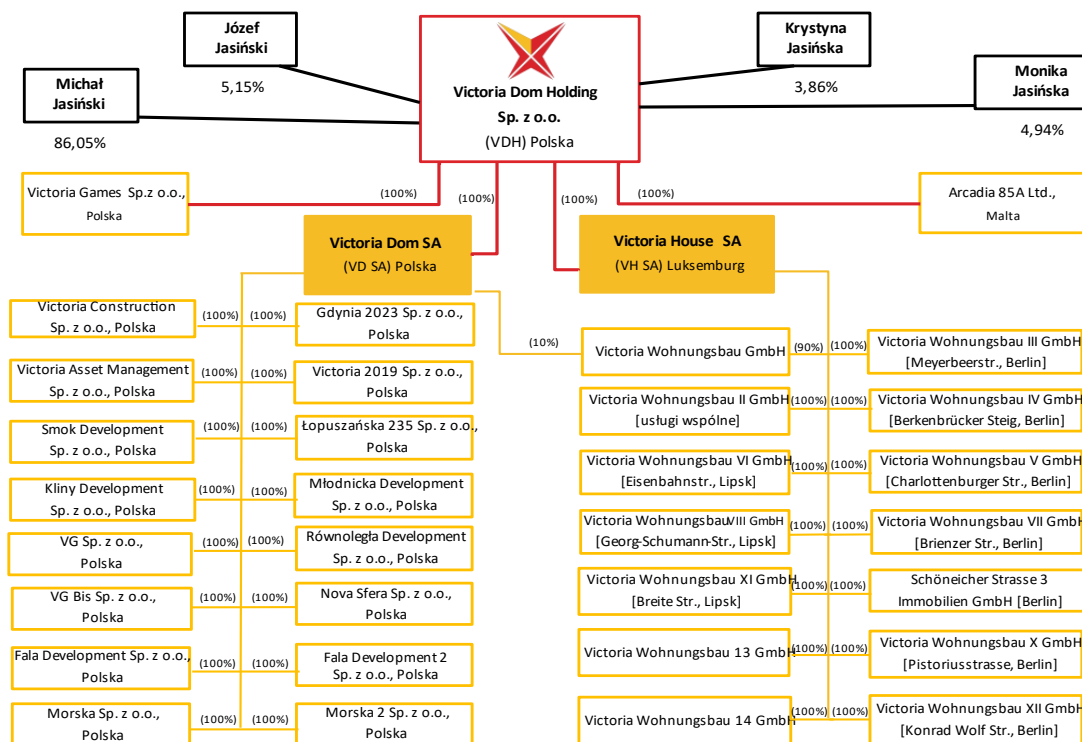 Józef
Jasiński
5,15%
Michał
Jasiński
86,05%
Victoria Dom Holding
Sp. z o.o.
(VDH) Polska
Krystyna
Jasińska
3,86%
Monika
Jasińska
4,94%
Victoria Games Sp.z o.o.,
Polska
(100%)
(100%)
(100%)
(100%)
Arcadia 85A Ltd.,
Malta
Victoria Dom SA
(VD SA) Polska
Victoria House SA
(VH SA) Luksemburg
Victoria Construction
Sp. z o.o., Polska
(100%) (100%)
Gdynia 2023 Sp. z o.o.,
Polska
Victoria Asset Management
Sp. z o.o., Polska
(100%) (100%)
Victoria 2019 Sp. z o.o.,
Polska
Smok Development
Sp. z o.o., Polska
(100%) (100%)
Łopuszańska 235 Sp. z o.o.,
Polska
Kliny Development
Sp. z o.o., Polska
(100%) (100%)
Młodnicka Development
Sp. z o.o., Polska
VG Sp. z o.o.,
Polska
(100%) (100%)
Równoległa Development
Sp. z o.o., Polska
VG Bis Sp. z o.o.,
Polska
(100%) (100%)
Nova Sfera Sp. z o.o.,
Polska
Fala Development Sp. z o.o.,
Polska
(100%) (100%)
Fala Development 2
Sp. z o.o., Polska
Morska Sp. z o.o.,
Polska
(100%) (100%)
Morska 2 Sp. z o.o.,
Polska
(10%)
Victoria Wohnungsbau GmbH
(90%) (100%)
Victoria Wohnungsbau III GmbH
[Meyerbeerstr., Berlin]
Victoria Wohnungsbau II GmbH
[usługi wspólne]
(100%) (100%)
Victoria Wohnungsbau IV GmbH
[Berkenbrücker Steig, Berlin]
Victoria Wohnungsbau VI GmbH
[Eisenbahnstr., Lipsk]
(100%) (100%)
Victoria Wohnungsbau V GmbH
[Charlottenburger Str., Berlin]
Victoria Wohnungsbau VIII GmbH
[Georg-Schumann-Str., Lipsk]
(100%) (100%)
Victoria Wohnungsbau VII GmbH
[Brienzer Str., Berlin]
Victoria Wohnungsbau XI GmbH
[Breite Str., Lipsk]
(100%) (100%)
Schöneicher Strasse 3
Immobilien GmbH [Berlin]
Victoria Wohnungsbau 13 GmbH
(100%) (100%)
Victoria Wohnungsbau X GmbH
[Pistoriusstrasse, Berlin]
Victoria Wohnungsbau 14 GmbH
(100%) (100%)
Victoria Wohnungsbau XII GmbH
[Konrad Wolf Str., Berlin]